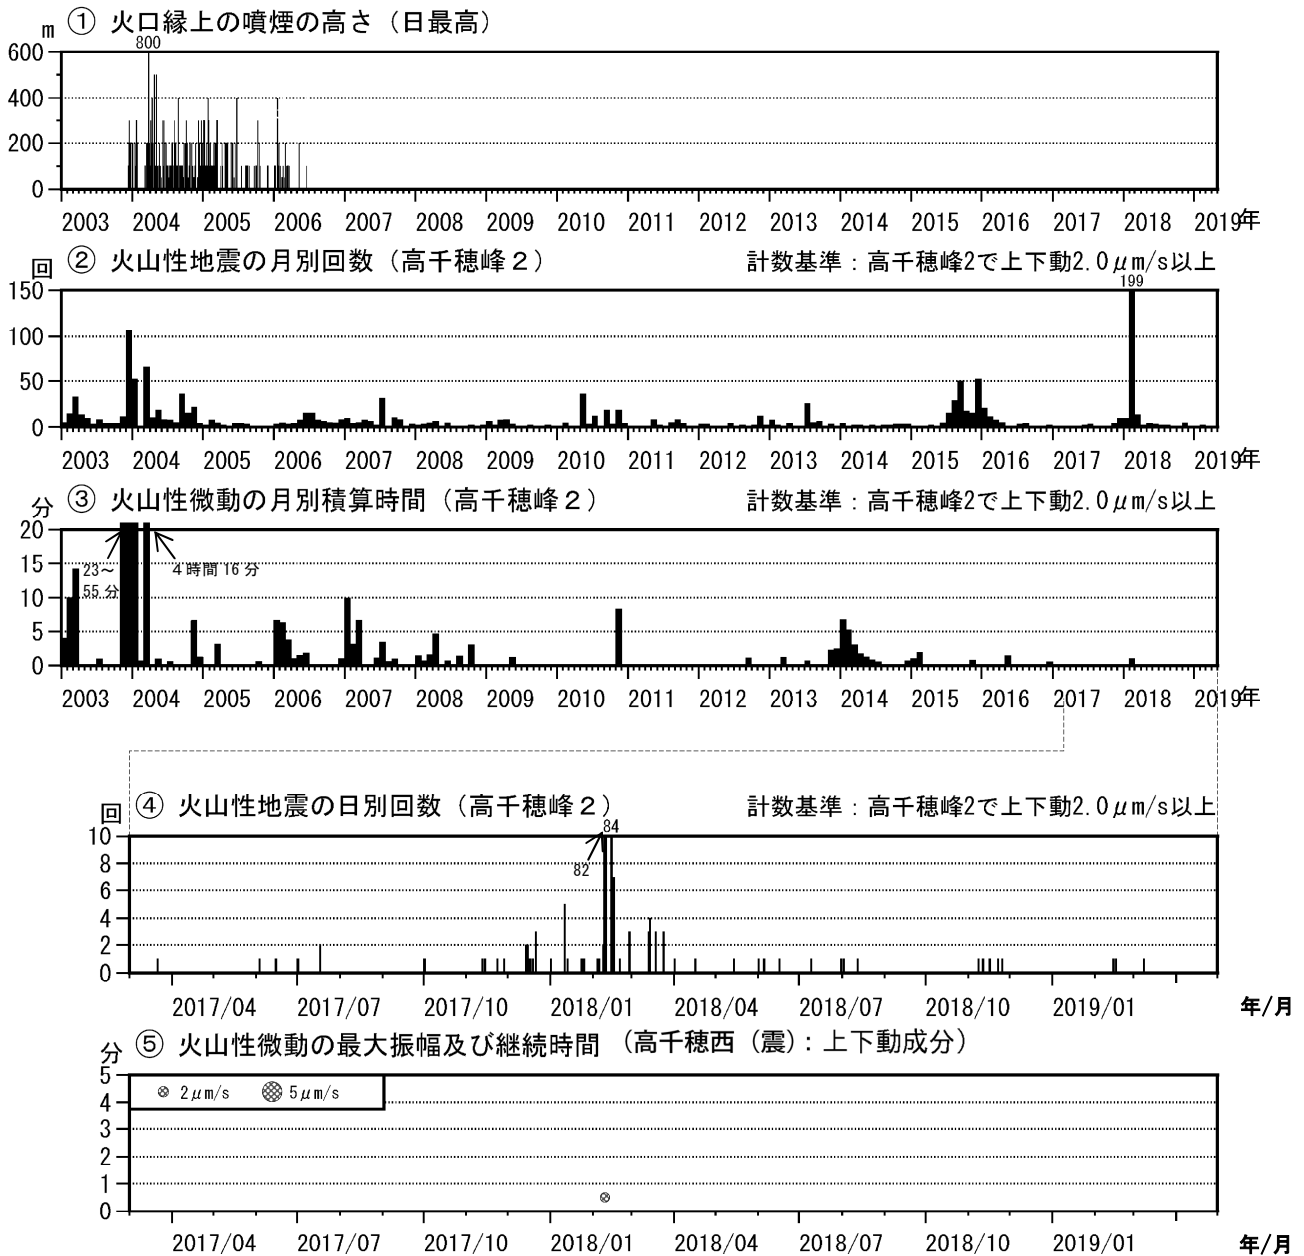 m ① 火口縁上の噴煙の高さ（日最高）
800
600
400
200
0
2003 2004 2005 2006 2007 2008 2009 2010 2011 2012 2013 2014 2015 2016 2017 2018 2019年
回 ② 火山性地震の月別回数（高千穂峰２） 計数基準：高千穂峰2で上下動2.0μm/s以上
199
150
100
50
0
2003 2004 2005 2006 2007 2008 2009 2010 2011 2012 2013 2014 2015 2016 2017 2018 2019年
分 ③ 火山性微動の月別積算時間（高千穂峰２） 計数基準：高千穂峰2で上下動2.0μm/s以上
20
15
23～
55 分
４時間 16 分
10
5
0
2003 2004 2005 2006 2007 2008 2009 2010 2011 2012 2013 2014 2015 2016 2017 2018 2019年
回 ④ 火山性地震の日別回数（高千穂峰２） 計数基準：高千穂峰2で上下動2.0μm/s以上
84
82
10
8
6
4
2
0
2017/04 2017/07 2017/10 2018/01 2018/04 2018/07 2018/10 2019/01 年/月
分 ⑤ 火山性微動の最大振幅及び継続時間 （高千穂西（震）：上下動成分）
2μm/s 5μm/s
5
4
3
2
1
0
2017/04 2017/07 2017/10 2018/01 2018/04 2018/07 2018/10 2019/01 年/月